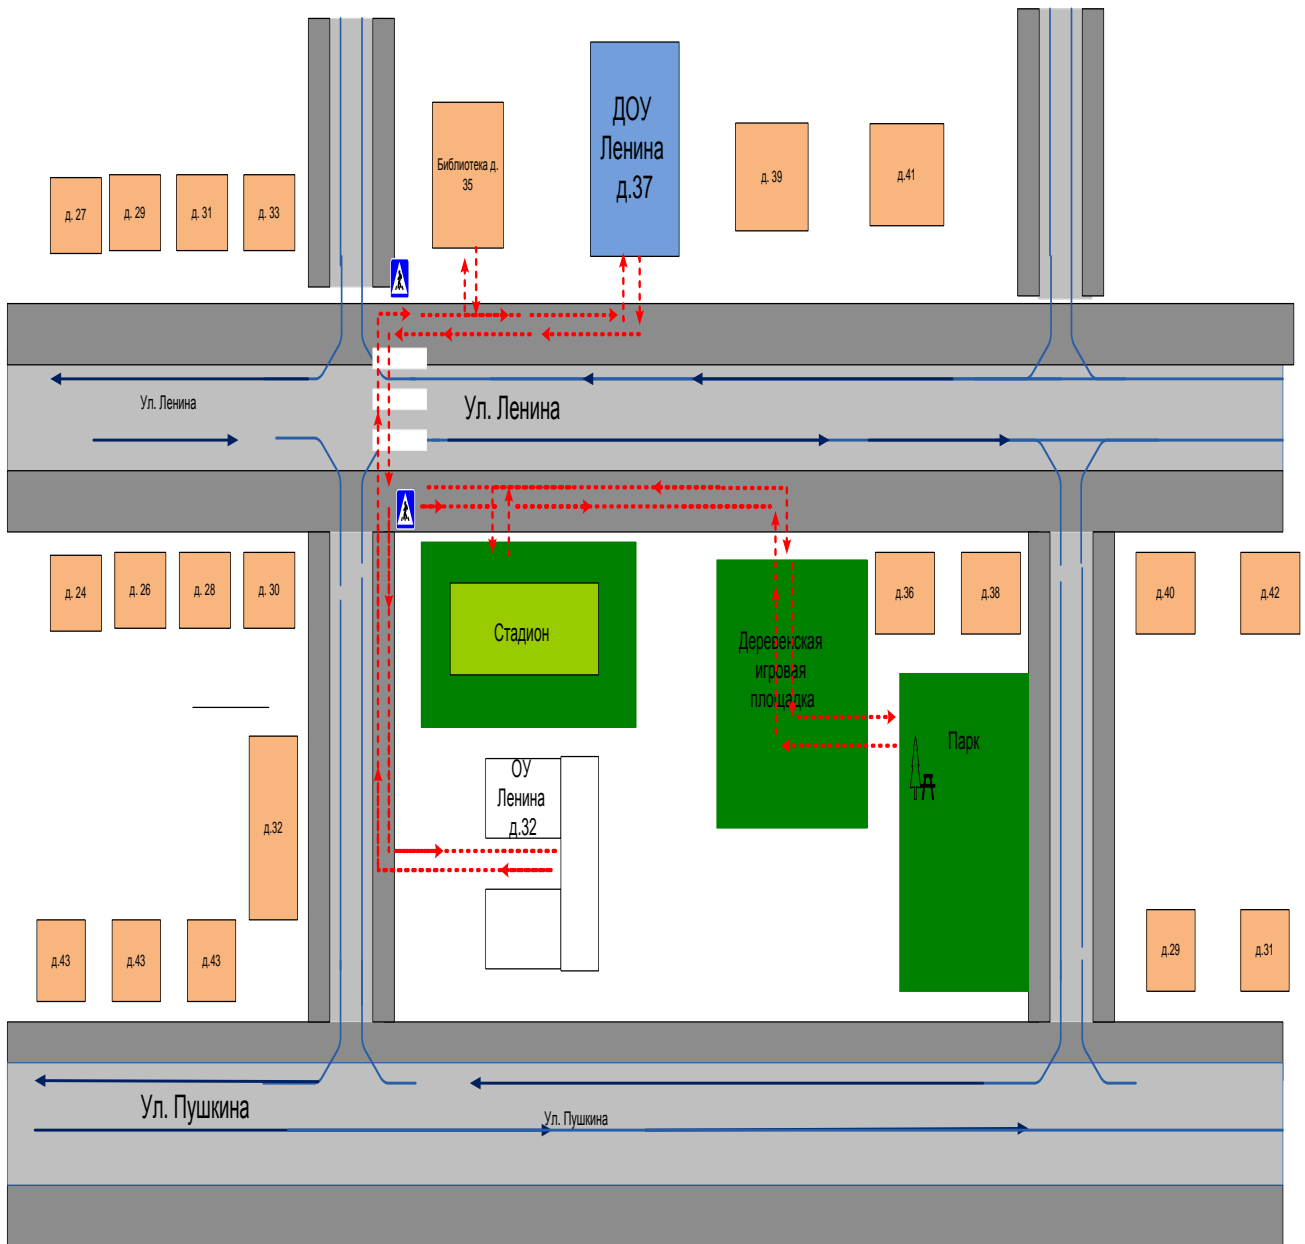 ДОУ
Ленина
д.37
Библиотека д.
35
д. 39
д.41
д. 27
д. 29
д. 31
д. 33
Ул. Ленина
Ул. Ленина
д. 24
д. 26
д. 28
д. 30
Стадион
Деревенская
игровая
площадка
д.36
д.38
д.40
д.42
Парк
ОУ
Ленина
д.32
д.32
д.43
д.43
д.43
д.29
д.31
Ул. Пушкина
Ул. Пушкина